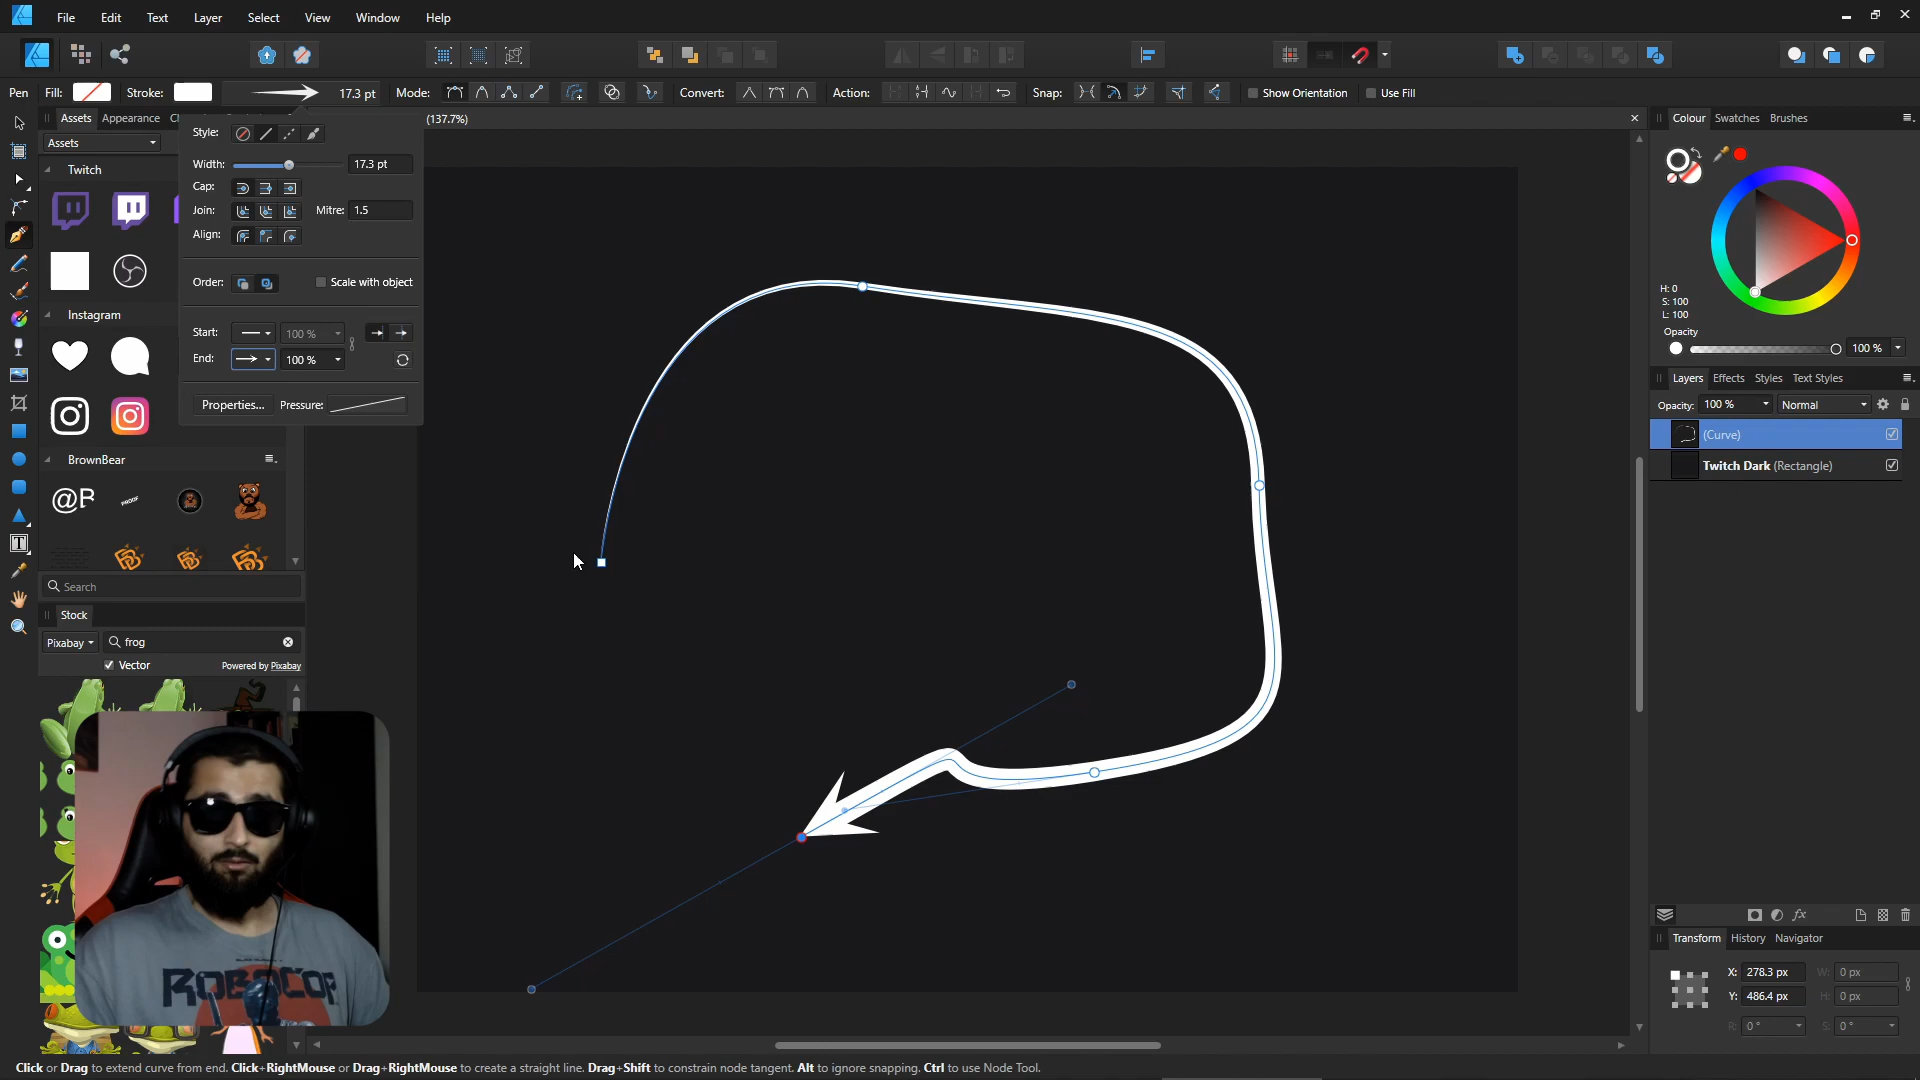 File Edit Text Layer Select View Window Help
Pen Fill: Stroke: 17.3 pt Mode: Convert: Action: Snap: Show Orientation Use Fill
Assets Appearance
(137.7%)
Assets
Twitch
Instagram
BrownBear
@B
PROOF
Search
Stock
Pixabay frog
Vector Powered by Pixabay
Style:
Width: 17.3 pt
Cap:
Join: Mitre: 1.5
Align:
Order: Scale with object
Start: 100 %
End: 100 %
Properties... Pressure:
ROBOCOP
Colour Swatches Brushes
H: 0
S: 100
L: 100
Opacity
100 %
Layers Effects Styles Text Styles
Opacity: 100 % Normal
(Curve)
Twitch Dark (Rectangle)
fx
Transform History Navigator
X: 278.3 px W: 0 px
Y: 486.4 px H: 0 px
R: 0 ° S: 0 °
Click or Drag to extend curve from end. Click+RightMouse or Drag+RightMouse to create a straight line. Drag+Shift to constrain node tangent. Alt to ignore snapping. Ctrl to use Node Tool.